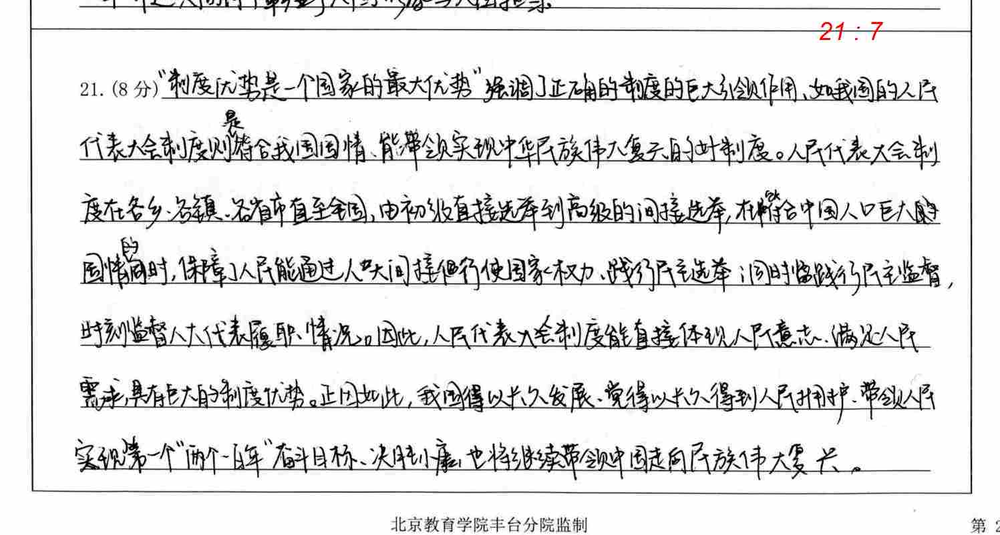 21 : 7
21. (8 分) "制度优势是一个国家的最大优势"强调了正确的制度的巨大引领作用、如我国的人民
代表大会制度则是符合我国国情、能带领实现中华民族伟大复兴的好制度。人民代表大会制
度在各乡、各镇、各省市直至全国,由初级直接选举到高级的间接选举,在符合中国人口巨大
国情的同时,保障了人民能通过人大间接行使国家权力、践行民主选举;同时践行民主监督,
时刻监督人大代表履职情况。因此,人民代表大会制度能直接体现人民意志、满足人民
需求,具有巨大的制度优势。正因如此,我国得以长久发展、党得以长久得到人民拥护、带领人民
实现第一个"两个一百年"奋斗目标、决胜小康,也将继续带领中国走向民族伟大复兴。
北京教育学院丰台分院监制
第 2